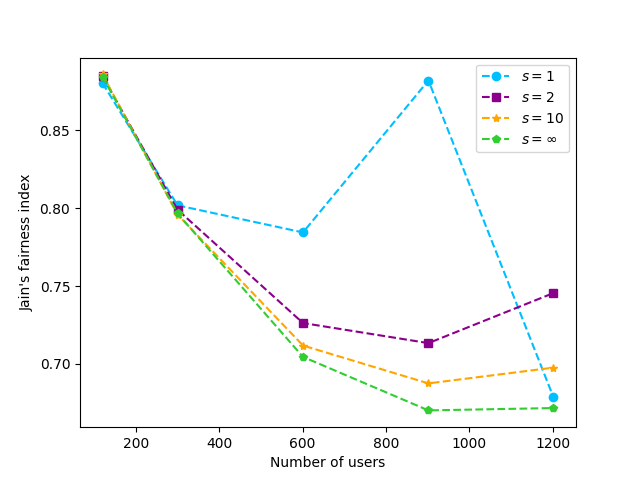 s = 1
s = 2
s = 10
s = ∞
0.85
0.80
0.75
0.70
Jain's fairness index
200
400
600
800
1000
1200
Number of users